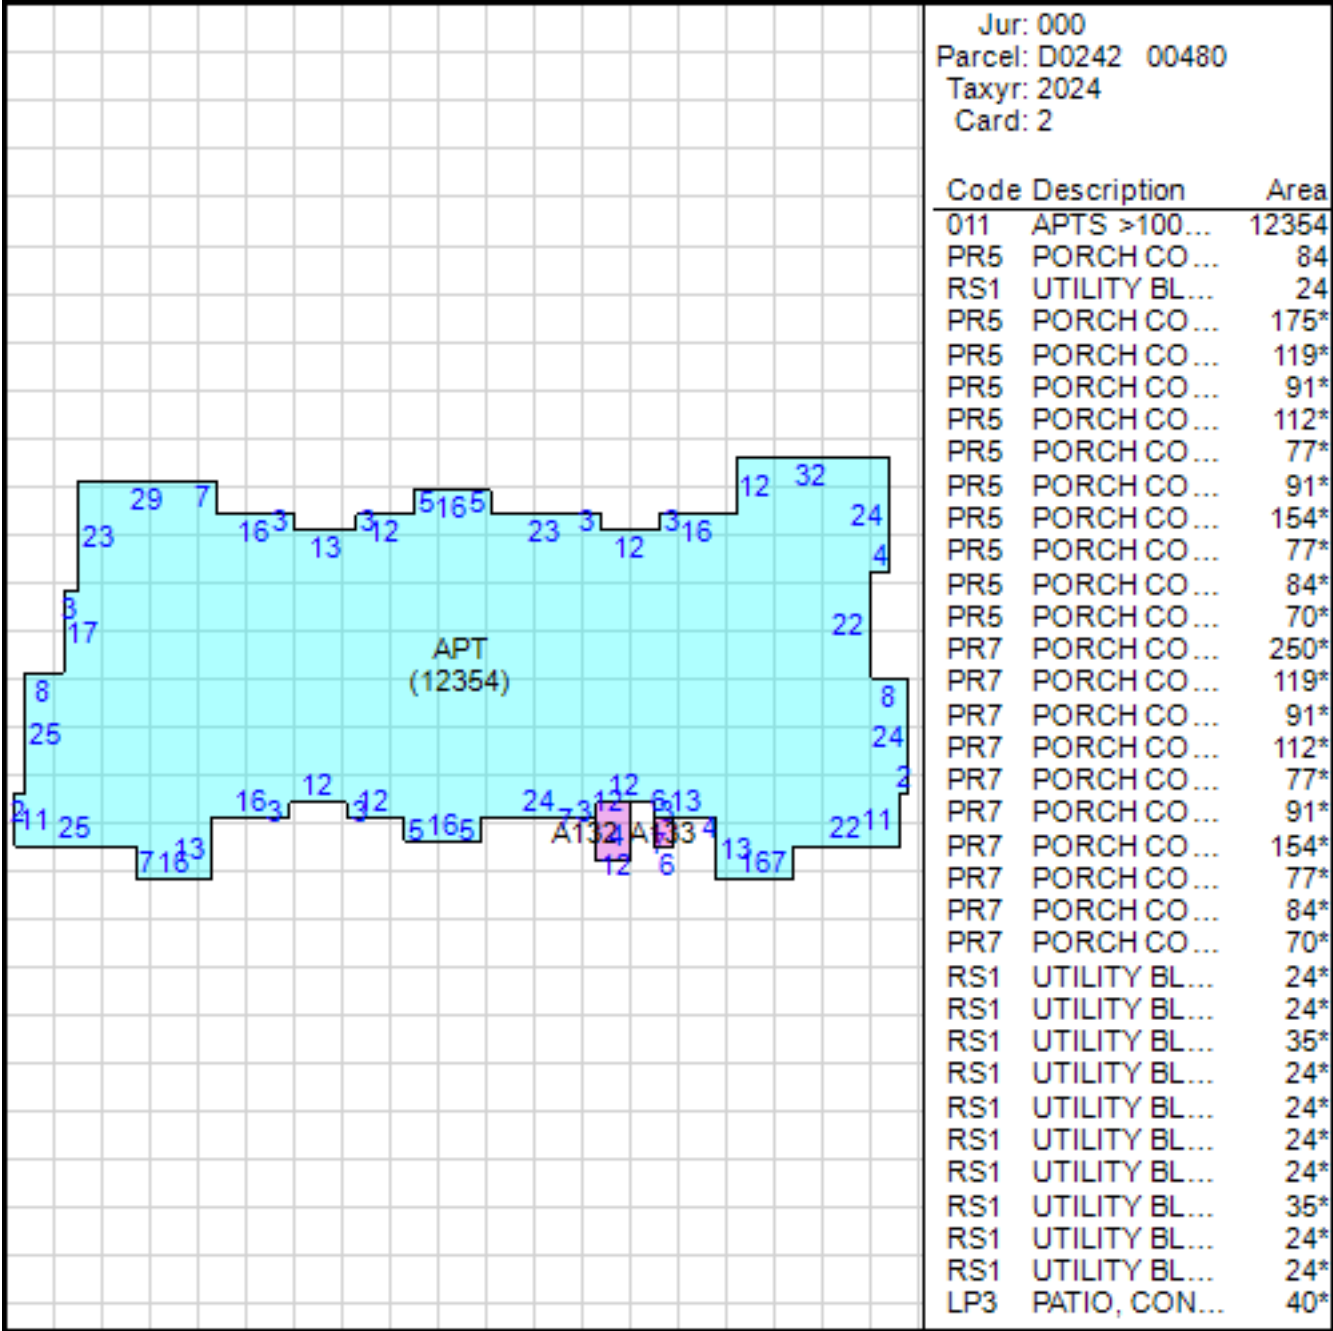 Jur: 000
Parcel: D0242 00480
Taxyr: 2024
Card: 2
Code Description Area
011 APTS >100... 12354
PR5 PORCH CO... 84
RS1 UTILITY BL... 24
PR5 PORCH CO... 175*
PR5 PORCH CO... 119*
PR5 PORCH CO... 91*
PR5 PORCH CO... 112*
PR5 PORCH CO... 77*
PR5 PORCH CO... 91*
PR5 PORCH CO... 154*
PR5 PORCH CO... 77*
PR5 PORCH CO... 84*
PR5 PORCH CO... 70*
PR7 PORCH CO... 250*
PR7 PORCH CO... 119*
PR7 PORCH CO... 91*
PR7 PORCH CO... 112*
PR7 PORCH CO... 77*
PR7 PORCH CO... 91*
PR7 PORCH CO... 154*
PR7 PORCH CO... 77*
PR7 PORCH CO... 84*
PR7 PORCH CO... 70*
RS1 UTILITY BL... 24*
RS1 UTILITY BL... 24*
RS1 UTILITY BL... 35*
RS1 UTILITY BL... 24*
RS1 UTILITY BL... 24*
RS1 UTILITY BL... 24*
RS1 UTILITY BL... 24*
RS1 UTILITY BL... 35*
RS1 UTILITY BL... 24*
RS1 UTILITY BL... 24*
LP3 PATIO, CON... 40*
32
12
29 7
5 16 5
24
16 3 3 12 3 3 16
23
13 23 12
4
3
17
22
APT
(12354)
8
8
25
24
2
12 12
16 3 3 12 24 7 3 12 6 13
2 11 25
5 16 5
A132 A133
4
22 11
7 16 13
12 6
13 16 7